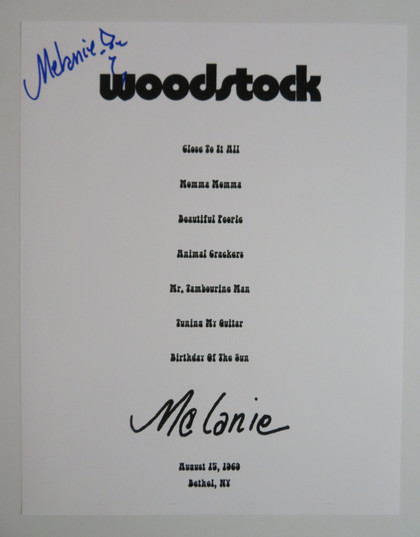 Melanie
woodstock
Close To It All
Momma Momma
Beautiful People
Animal Crackers
Mr. Tambourine Man
Tuning My Guitar
Birthday Of The Sun
Melanie
August 15, 1969
Bethel, NY